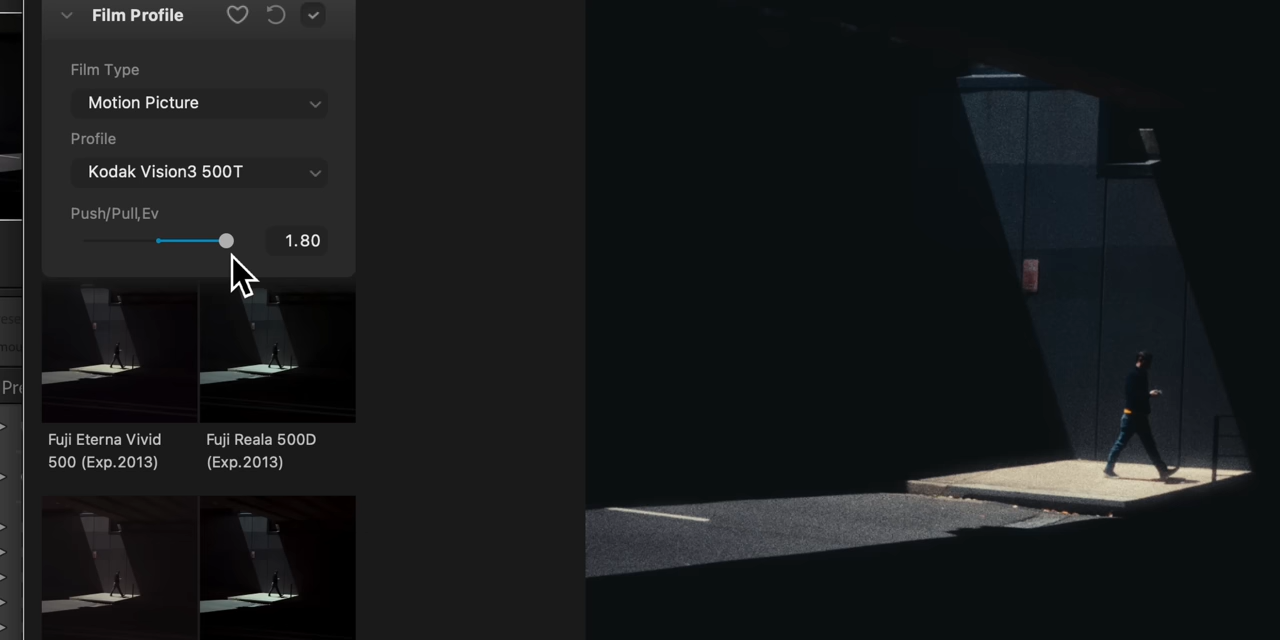 Film Profile
Film Type
Motion Picture
Profile
Kodak Vision3 500T
Push/Pull,Ev
1.80
Fuji Eterna Vivid
500 (Exp.2013)
Fuji Reala 500D
(Exp.2013)